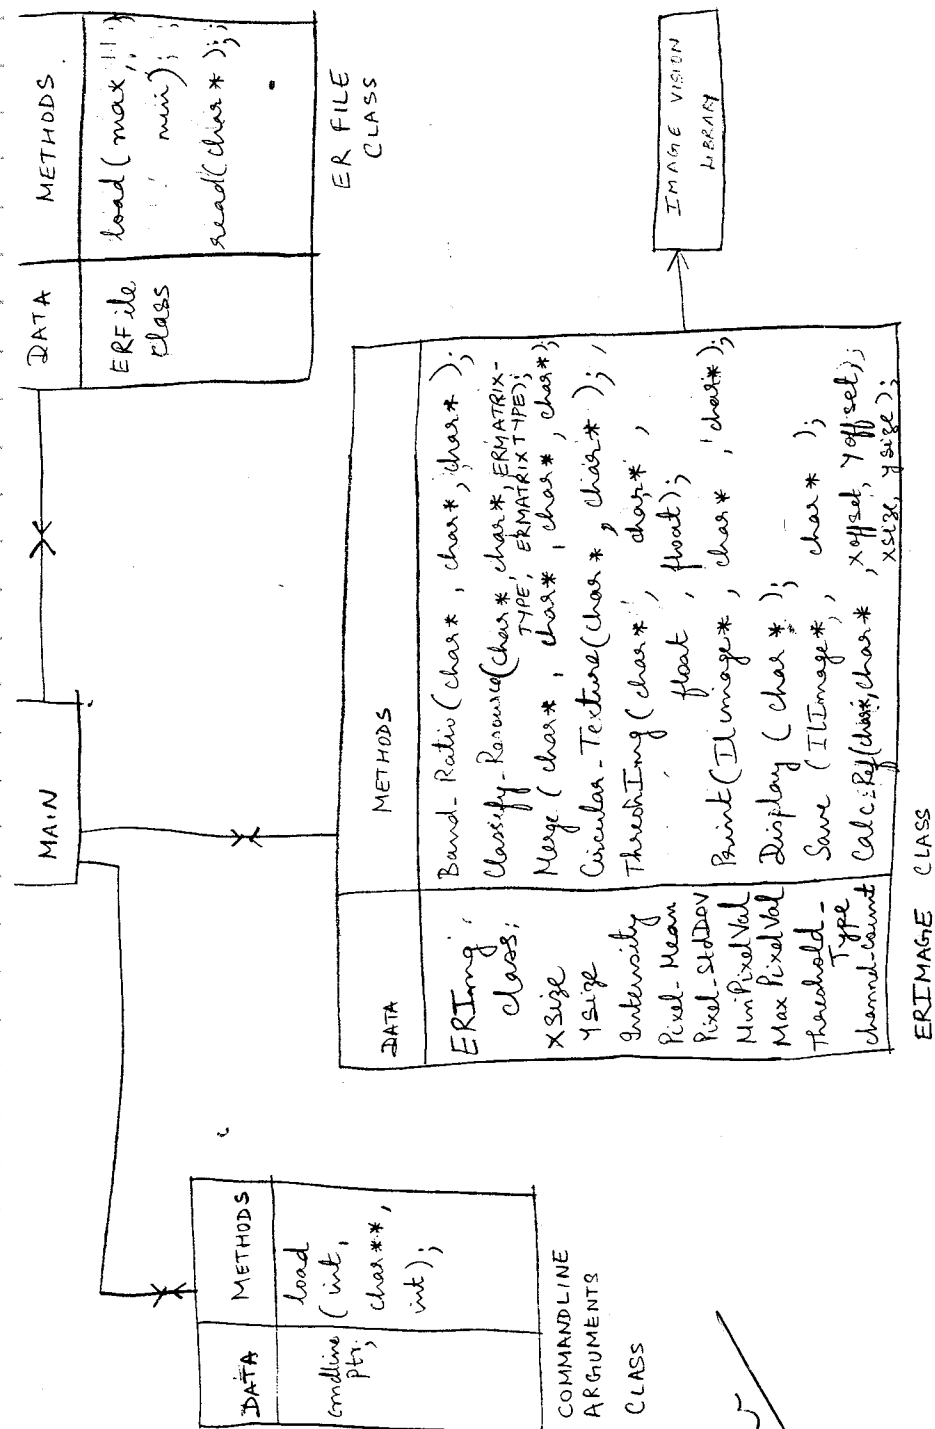 MAIN
DATA METHODS
cmdline load
Ptr; (int,
char**,
int);
COMMANDLINE
ARGUMENTS
CLASS
DATA METHODS
ERImg
Class;
XSize
YSize
Intensity
Pixel_Mean
Pixel_StdDev
MinPixelVal
MaxPixelVal
Threshold_
Type
channel_count
Band_Ratio (char*, char*, char*);
Classify_Resource (char*, char*, ERMATRIX-
TYPE, ERMATRIXTYPE);
Merge (char*, char*, char*, char*);
Circular_Texture (char*, char*);
ThreshImg (char*, char*,
float, float);
Print (ILimage*, char*, char*);
Display (char*);
Save (ILImage*, char*);
Calc_Ref (char*, char*, xoffset, yoffset,
xsize, ysize);
ERIMAGE CLASS
DATA METHODS
ERFile load (max,
Class min);
read (char*);
ER FILE
CLASS
IMAGE VISION
LIBRARY